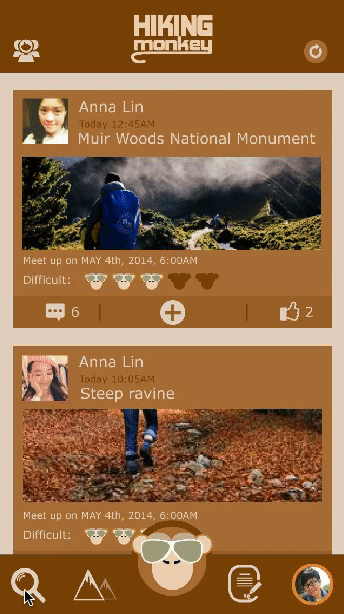 HIKING
monkey
Anna Lin
Today 12:45AM
Muir Woods National Monument
Meet up on MAY 4th, 2014, 6:00AM
Difficult:
6
2
Anna Lin
Today 10:05AM
Steep ravine
Meet up on MAY 4th, 2014, 6:00AM
Difficult: